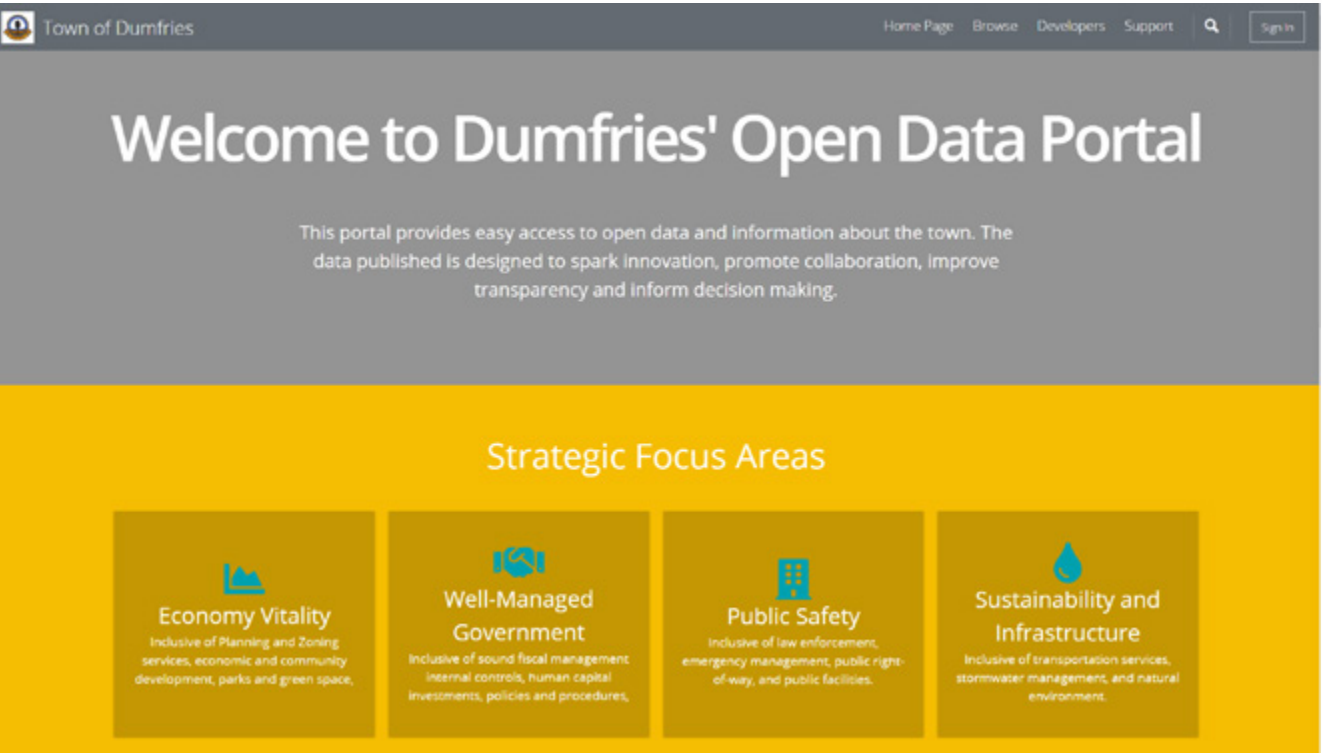 Town of Dumfries
Home Page Browse Developers Support Sign In
Welcome to Dumfries' Open Data Portal
This portal provides easy access to open data and information about the town. The
data published is designed to spark innovation, promote collaboration, improve
transparency and inform decision making.
Strategic Focus Areas
Economy Vitality
Inclusive of Planning and Zoning
services, economic and community
development, parks and green space,
Well-Managed
Government
Inclusive of sound fiscal management
internal controls, human capital
investments, policies and procedures,
Public Safety
Inclusive of law enforcement,
emergency management, public right-
of-way, and public facilities.
Sustainability and
Infrastructure
Inclusive of transportation services,
stormwater management, and natural
environment.